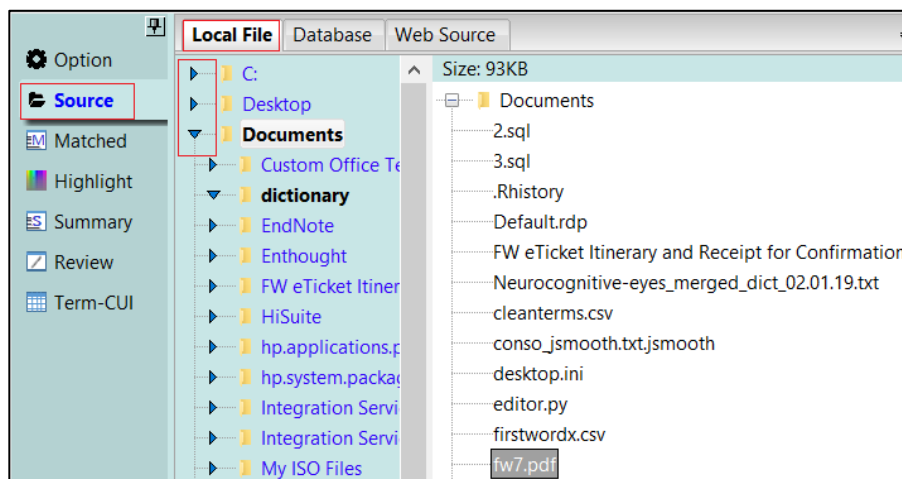 Option
Source
Matched
Highlight
Summary
Review
Term-CUI
Local File Database Web Source
C:
Desktop
Documents
Custom Office Te
dictionary
EndNote
Enthought
FW eTicket Itiner
HiSuite
hp.applications.p
hp.system.packag
Integration Servi
Integration Servi
My ISO Files
Size: 93KB
Documents
2.sql
3.sql
.Rhistory
Default.rdp
FW eTicket Itinerary and Receipt for Confirmation
Neurocognitive-eyes_merged_dict_02.01.19.txt
cleanterms.csv
conso_jsmooth.txt.jsmooth
desktop.ini
editor.py
firstwordx.csv
fw7.pdf